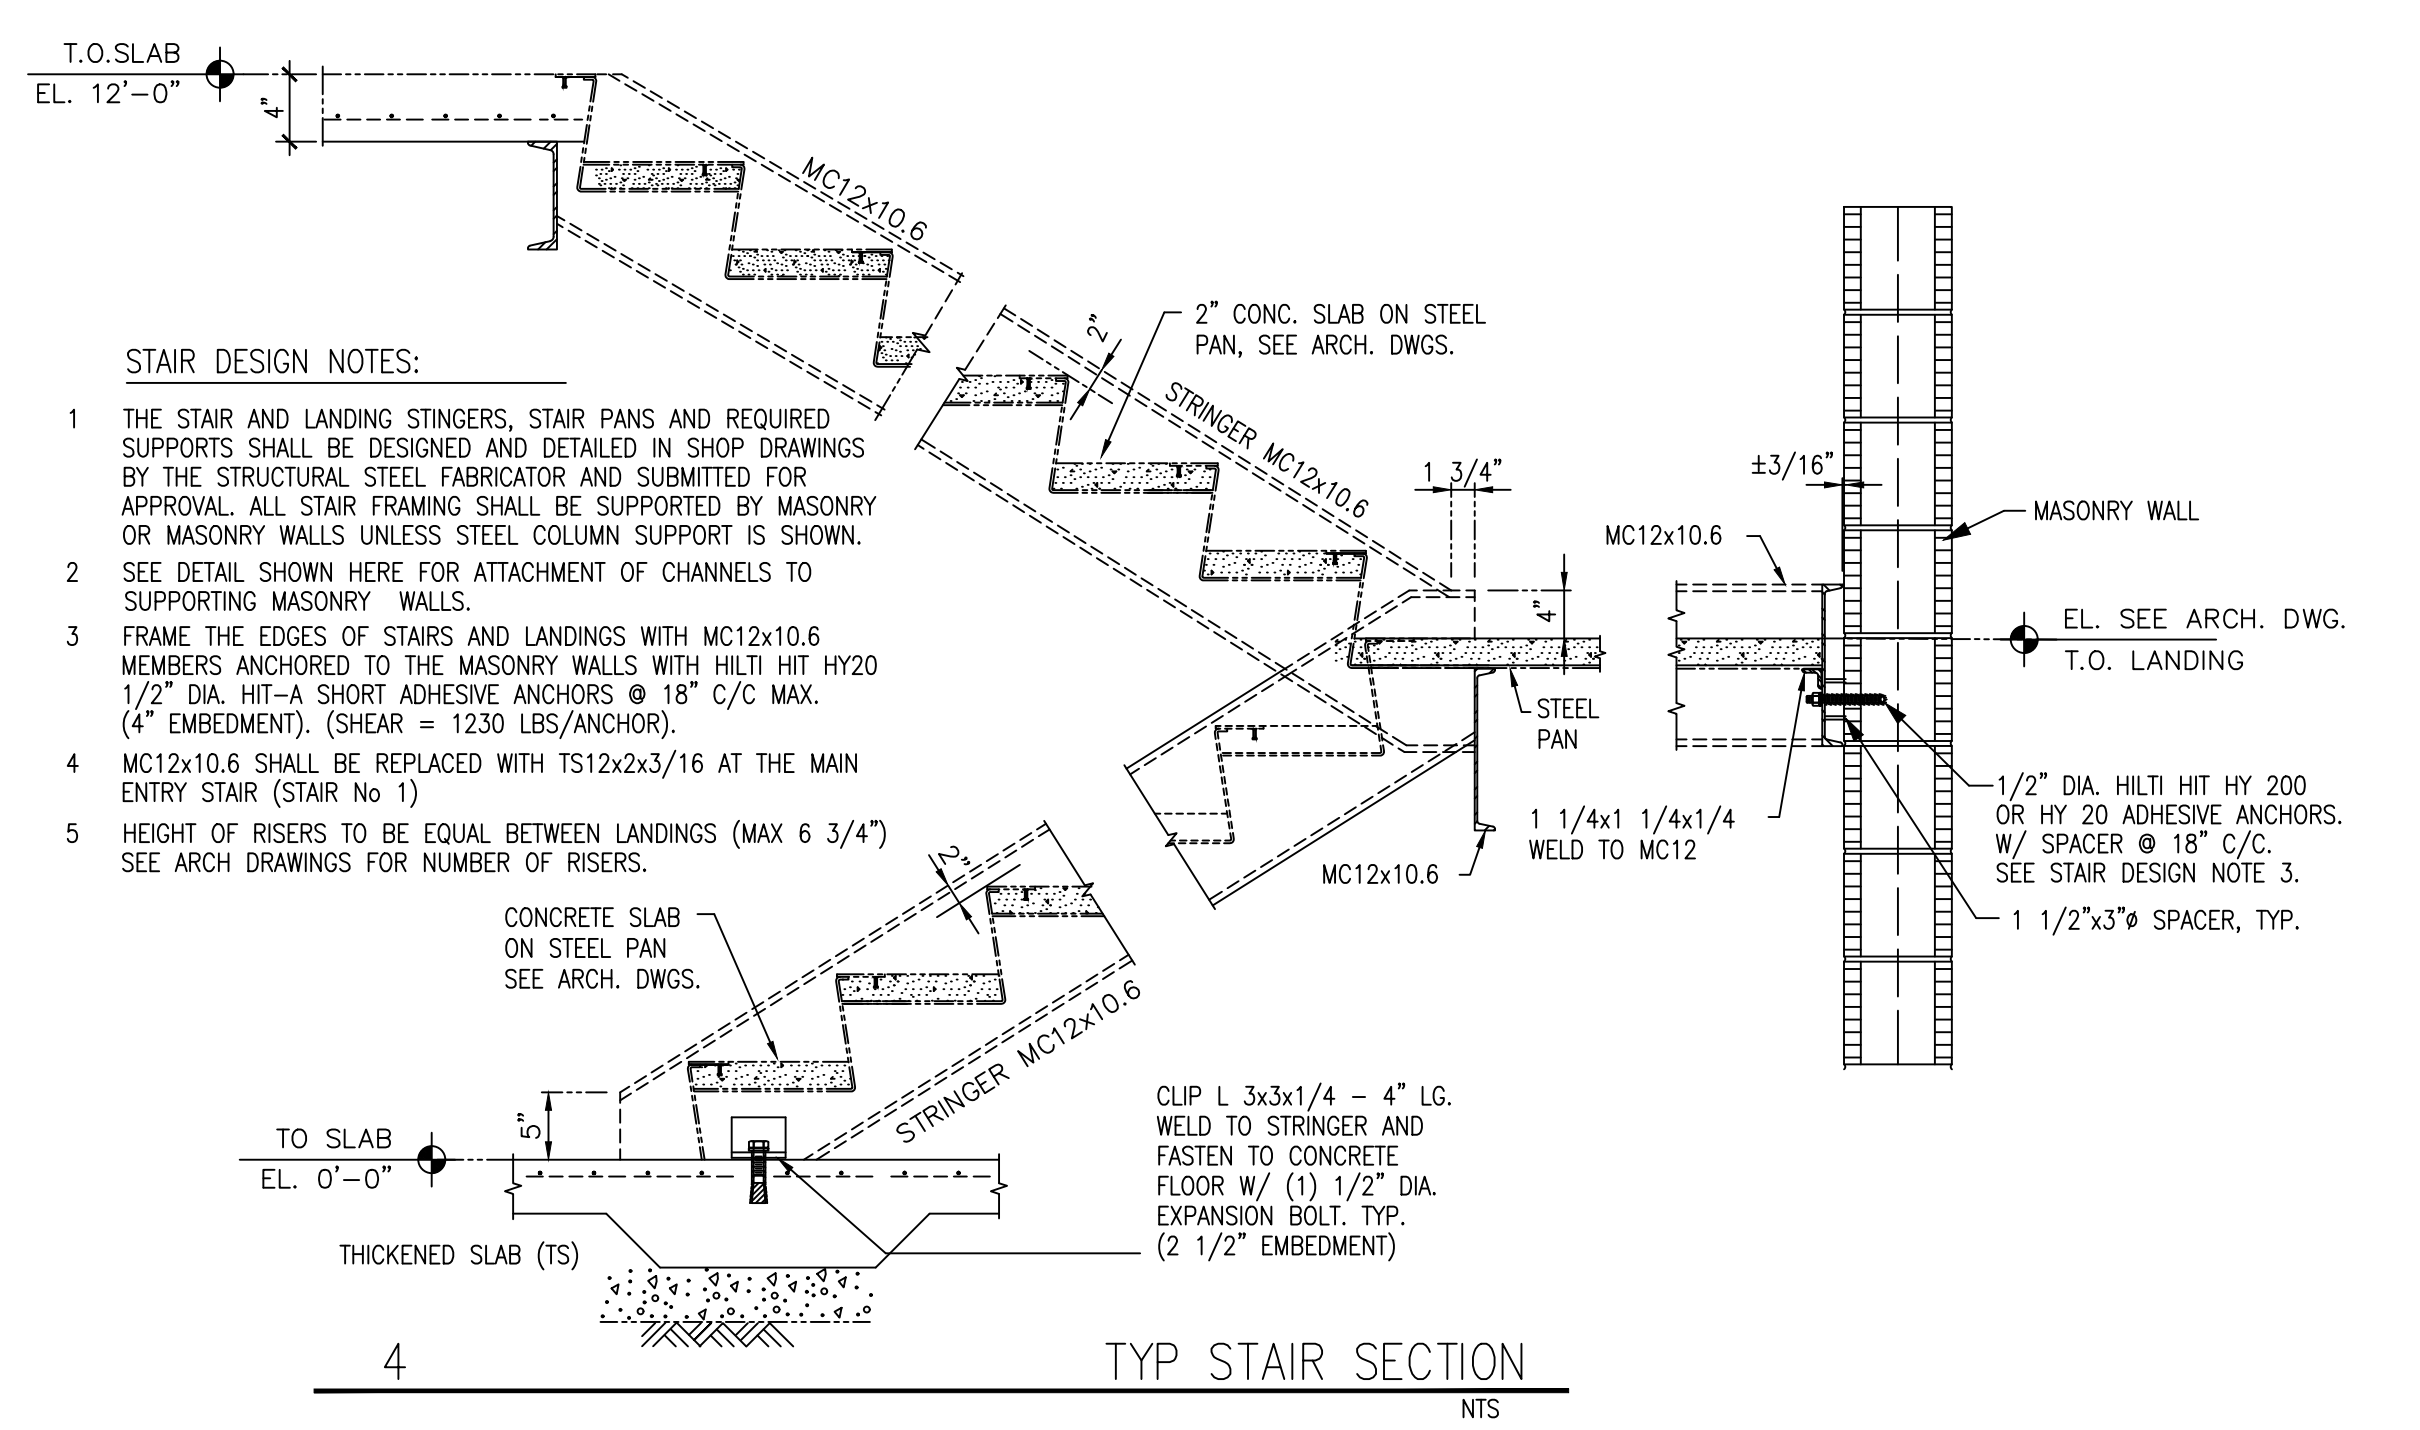 T.O.SLAB
EL. 12'-0"
4"
MC12x10.6
2"
2" CONC. SLAB ON STEEL
PAN, SEE ARCH. DWGS.
STRINGER MC12x10.6
STAIR DESIGN NOTES:
1 THE STAIR AND LANDING STINGERS, STAIR PANS AND REQUIRED
SUPPORTS SHALL BE DESIGNED AND DETAILED IN SHOP DRAWINGS
BY THE STRUCTURAL STEEL FABRICATOR AND SUBMITTED FOR
APPROVAL. ALL STAIR FRAMING SHALL BE SUPPORTED BY MASONRY
OR MASONRY WALLS UNLESS STEEL COLUMN SUPPORT IS SHOWN.
2 SEE DETAIL SHOWN HERE FOR ATTACHMENT OF CHANNELS TO
SUPPORTING MASONRY WALLS.
3 FRAME THE EDGES OF STAIRS AND LANDINGS WITH MC12x10.6
MEMBERS ANCHORED TO THE MASONRY WALLS WITH HILTI HIT HY20
1/2" DIA. HIT-A SHORT ADHESIVE ANCHORS @ 18" C/C MAX.
(4" EMBEDMENT). (SHEAR = 1230 LBS/ANCHOR).
4 MC12x10.6 SHALL BE REPLACED WITH TS12x2x3/16 AT THE MAIN
ENTRY STAIR (STAIR No 1)
5 HEIGHT OF RISERS TO BE EQUAL BETWEEN LANDINGS (MAX 6 3/4")
SEE ARCH DRAWINGS FOR NUMBER OF RISERS.
1 3/4"
4"
STEEL
PAN
MC12x10.6
±3/16"
MC12x10.6
MASONRY WALL
EL. SEE ARCH. DWG.
T.O. LANDING
1 1/4x1 1/4x1/4
WELD TO MC12
1/2" DIA. HILTI HIT HY 200
OR HY 20 ADHESIVE ANCHORS.
W/ SPACER @ 18" C/C.
SEE STAIR DESIGN NOTE 3.
1 1/2"x3"ø SPACER, TYP.
2"
CONCRETE SLAB
ON STEEL PAN
SEE ARCH. DWGS.
STRINGER MC12x10.6
5"
TO SLAB
EL. 0'-0"
THICKENED SLAB (TS)
CLIP L 3x3x1/4 - 4" LG.
WELD TO STRINGER AND
FASTEN TO CONCRETE
FLOOR W/ (1) 1/2" DIA.
EXPANSION BOLT. TYP.
(2 1/2" EMBEDMENT)
4 TYP STAIR SECTION
NTS